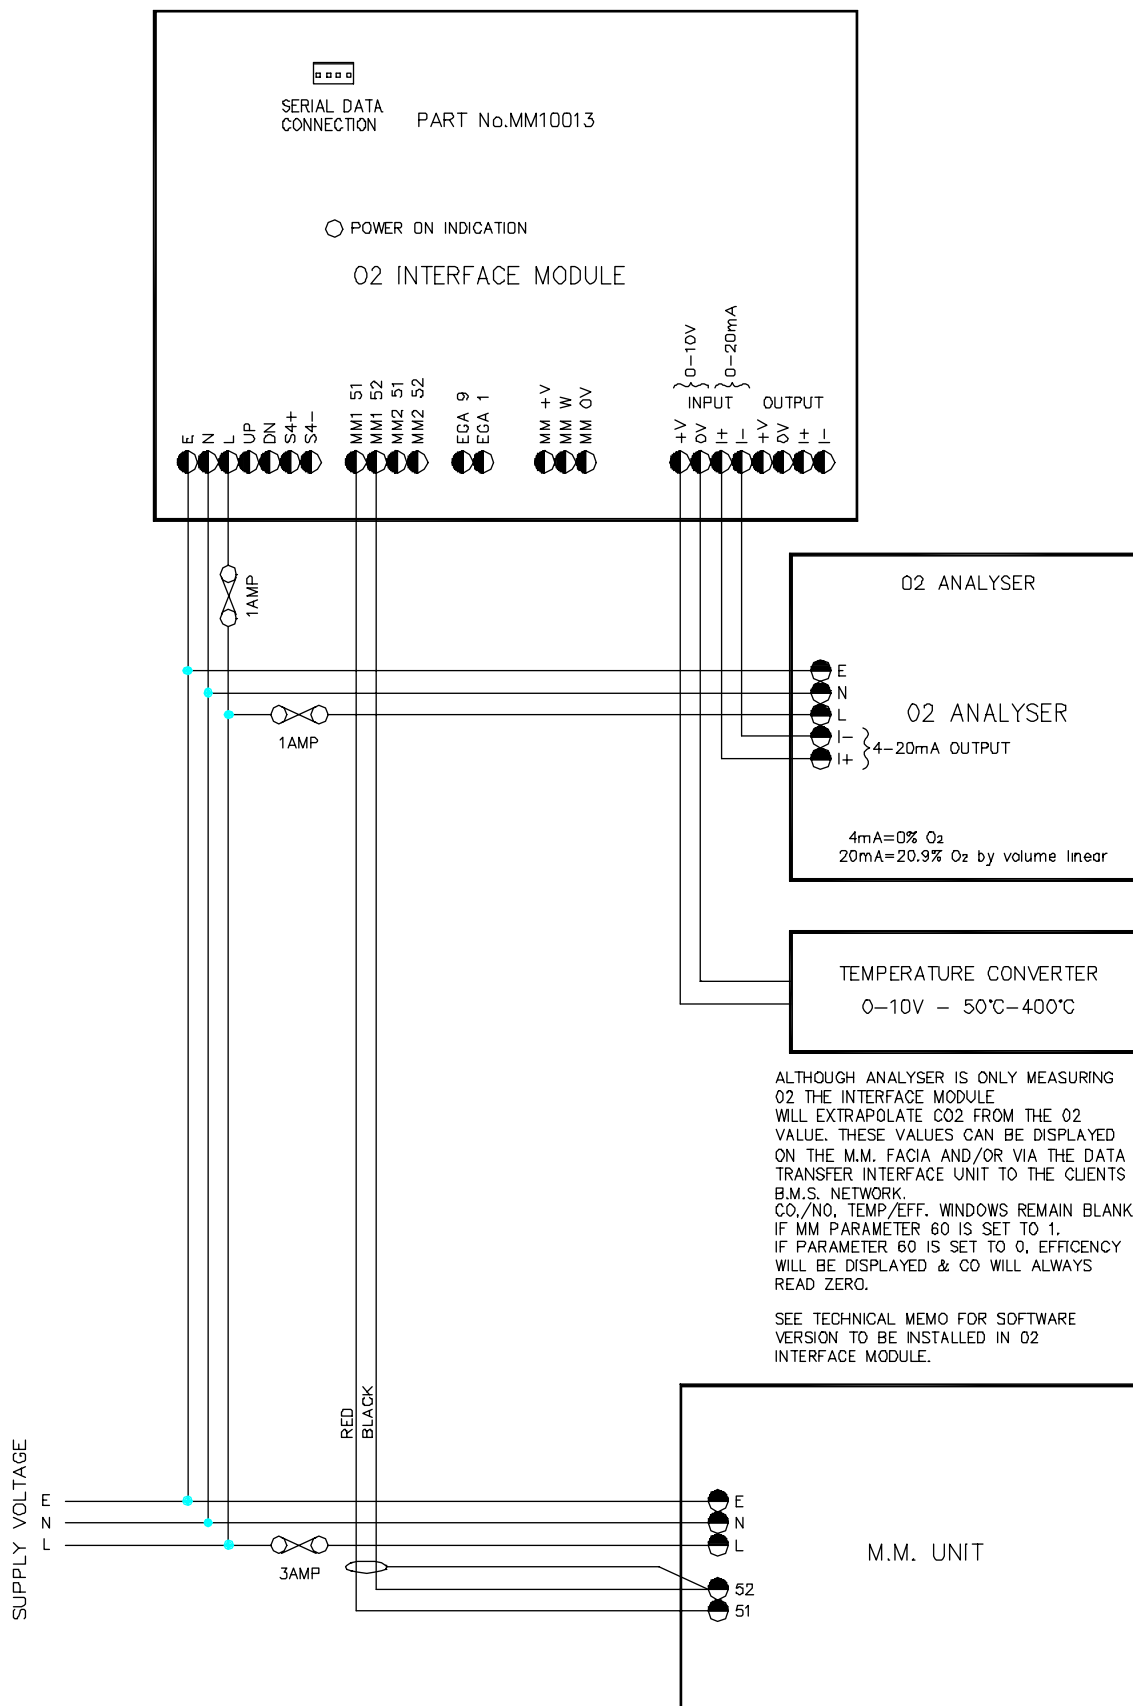 SERIAL DATA
CONNECTION
PART No.MM10013
POWER ON INDICATION
O2 INTERFACE MODULE
0-10V
0-20mA
INPUT
OUTPUT
E
N
L
UP
DN
S4+
S4-
MM1 51
MM1 52
MM2 51
MM2 52
EGA 9
EGA 1
MM +V
MM W
MM 0V
+V
0V
I+
I-
+V
0V
I+
I-
1AMP
O2 ANALYSER
E
N
L
I-
I+
O2 ANALYSER
4-20mA OUTPUT
1AMP
4mA=0% O2
20mA=20.9% O2 by volume linear
TEMPERATURE CONVERTER
0-10V - 50°C-400°C
ALTHOUGH ANALYSER IS ONLY MEASURING
02 THE INTERFACE MODULE
WILL EXTRAPOLATE CO2 FROM THE 02
VALUE. THESE VALUES CAN BE DISPLAYED
ON THE M.M. FACIA AND/OR VIA THE DATA
TRANSFER INTERFACE UNIT TO THE CLIENTS
B.M.S. NETWORK.
CO,/NO, TEMP/EFF. WINDOWS REMAIN BLANK
IF MM PARAMETER 60 IS SET TO 1.
IF PARAMETER 60 IS SET TO 0, EFFICENCY
WILL BE DISPLAYED & CO WILL ALWAYS
READ ZERO.
SEE TECHNICAL MEMO FOR SOFTWARE
VERSION TO BE INSTALLED IN 02
INTERFACE MODULE.
RED
BLACK
SUPPLY VOLTAGE
E
N
L
3AMP
E
N
L
52
51
M.M. UNIT